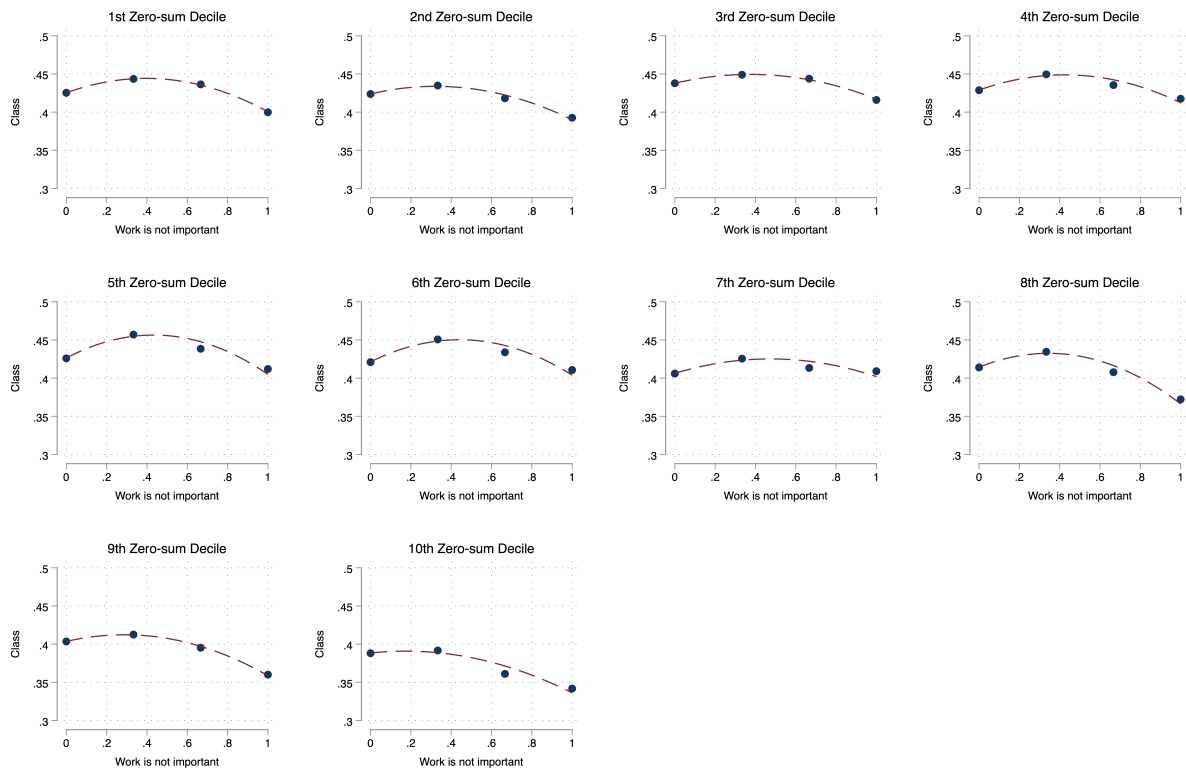 1st Zero-sum Decile
.5
.45
.4
.35
.3
Class
0 .2 .4 .6 .8 1
Work is not important
2nd Zero-sum Decile
.5
.45
.4
.35
.3
Class
0 .2 .4 .6 .8 1
Work is not important
3rd Zero-sum Decile
.5
.45
.4
.35
.3
Class
0 .2 .4 .6 .8 1
Work is not important
4th Zero-sum Decile
.5
.45
.4
.35
.3
Class
0 .2 .4 .6 .8 1
Work is not important
5th Zero-sum Decile
.5
.45
.4
.35
.3
Class
0 .2 .4 .6 .8 1
Work is not important
6th Zero-sum Decile
.5
.45
.4
.35
.3
Class
0 .2 .4 .6 .8 1
Work is not important
7th Zero-sum Decile
.5
.45
.4
.35
.3
Class
0 .2 .4 .6 .8 1
Work is not important
8th Zero-sum Decile
.5
.45
.4
.35
.3
Class
0 .2 .4 .6 .8 1
Work is not important
9th Zero-sum Decile
.5
.45
.4
.35
.3
Class
0 .2 .4 .6 .8 1
Work is not important
10th Zero-sum Decile
.5
.45
.4
.35
.3
Class
0 .2 .4 .6 .8 1
Work is not important